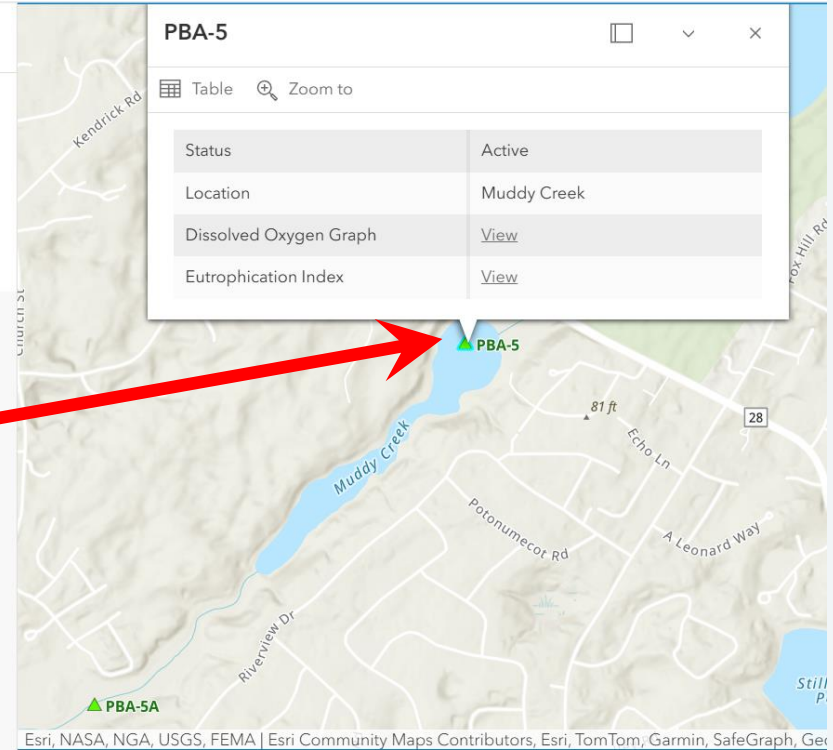 PBA-5
Table Zoom to
Status Active
Location Muddy Creek
Dissolved Oxygen Graph View
Eutrophication Index View
Kendrick Rd
Fox Hill Rd
Church St
PBA-5
81 ft
28
Echo Ln
Muddy Creek
Potonumecot Rd
A Leonard Way
Riverview Dr
Still
PBA-5A
Esri, NASA, NGA, USGS, FEMA | Esri Community Maps Contributors, Esri, TomTom, Garmin, SafeGraph, Geo